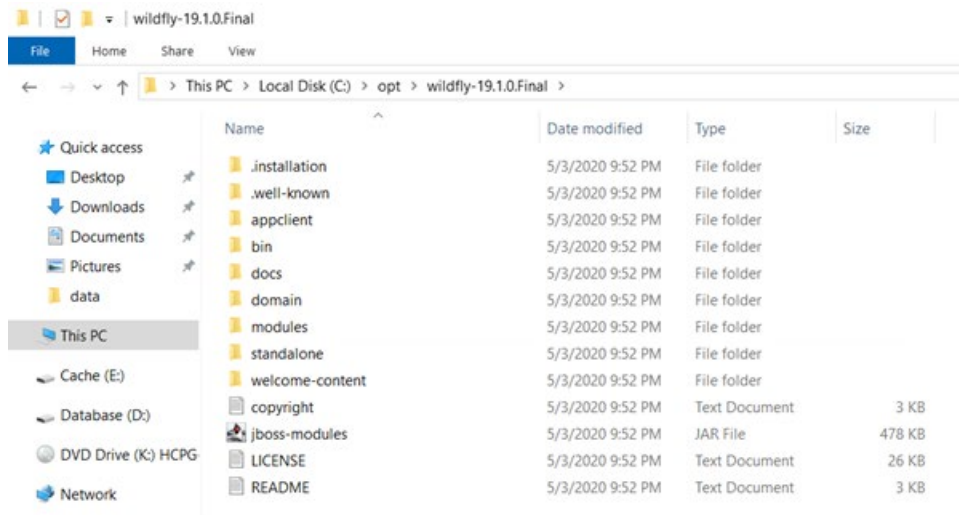 wildfly-19.1.0.Final
File Home Share View
This PC > Local Disk (C:) > opt > wildfly-19.1.0.Final >
Name Date modified Type Size
Quick access
Desktop
Downloads
Documents
Pictures
data
This PC
Cache (E:)
Database (D:)
DVD Drive (K:) HCPG
Network
.installation 5/3/2020 9:52 PM File folder
.well-known 5/3/2020 9:52 PM File folder
appclient 5/3/2020 9:52 PM File folder
bin 5/3/2020 9:52 PM File folder
docs 5/3/2020 9:52 PM File folder
domain 5/3/2020 9:52 PM File folder
modules 5/3/2020 9:52 PM File folder
standalone 5/3/2020 9:52 PM File folder
welcome-content 5/3/2020 9:52 PM File folder
copyright 5/3/2020 9:52 PM Text Document 3 KB
jboss-modules 5/3/2020 9:52 PM JAR File 478 KB
LICENSE 5/3/2020 9:52 PM Text Document 26 KB
README 5/3/2020 9:52 PM Text Document 3 KB